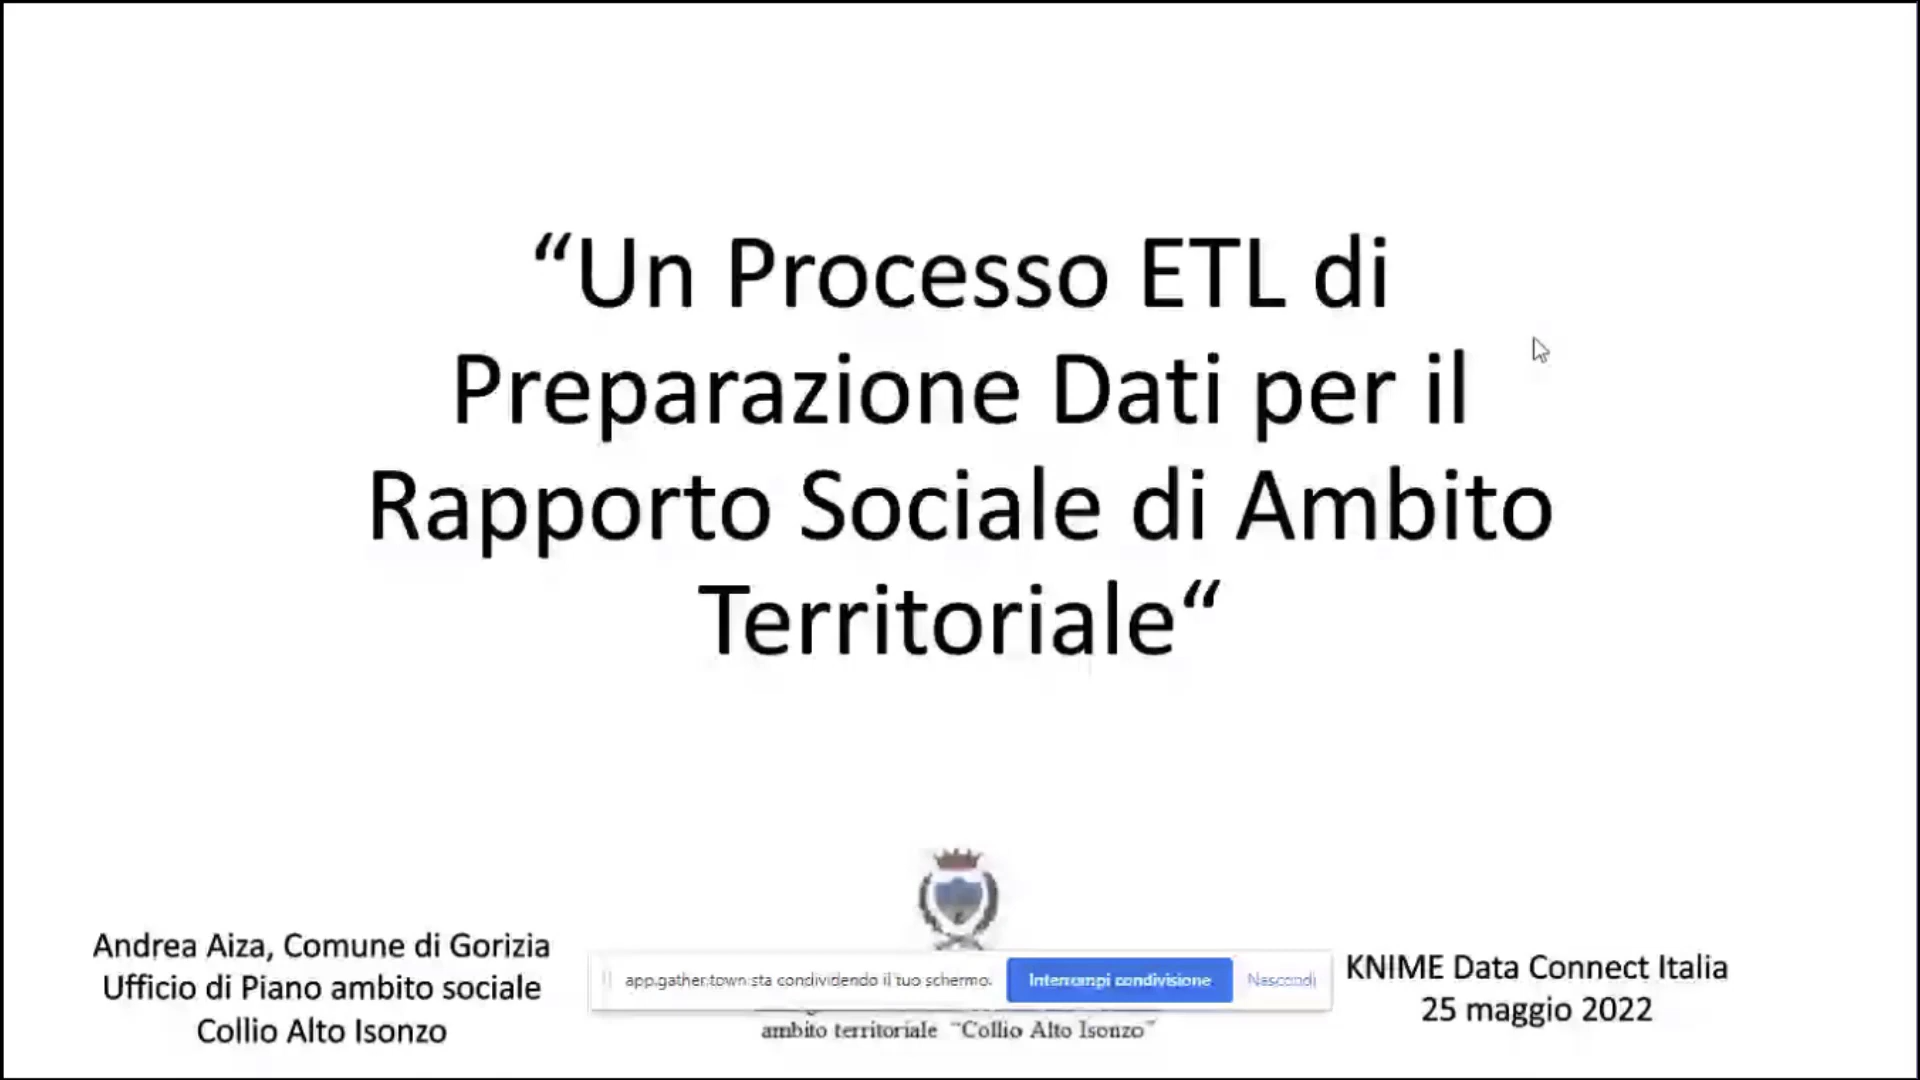 “Un Processo ETL di
Preparazione Dati per il
Rapporto Sociale di Ambito
Territoriale“
Andrea Aiza, Comune di Gorizia
Ufficio di Piano ambito sociale
Collio Alto Isonzo
app.gather.town sta condividendo il tuo schermo.
Interrompi condivisione
Nascondi
ambito territoriale "Collio Alto Isonzo"
KNIME Data Connect Italia
25 maggio 2022